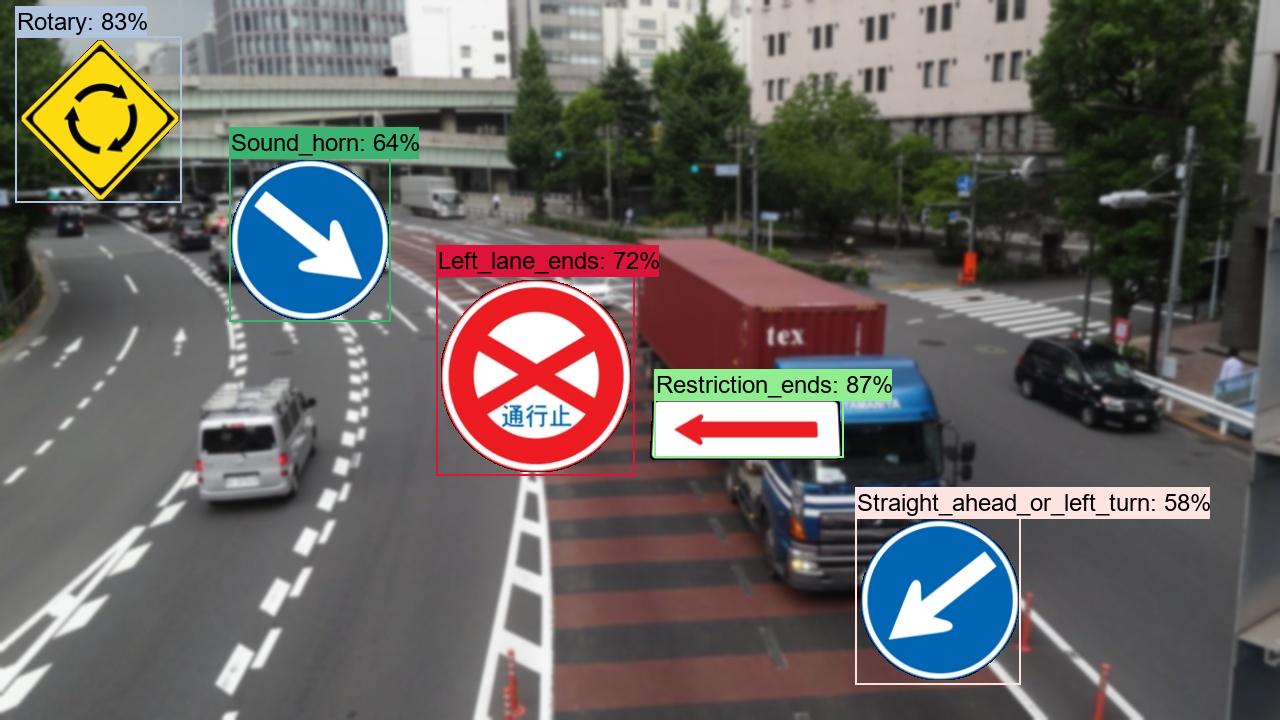 Rotary: 83%
Sound_horn: 64%
Left_lane_ends: 72%
通行止
tex
Restriction_ends: 87%
Straight_ahead_or_left_turn: 58%